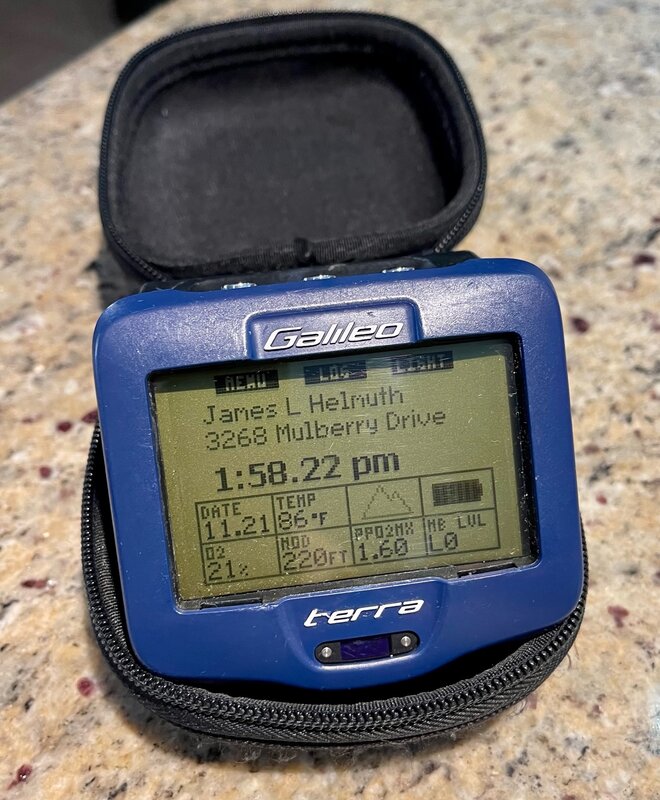 Galileo
MEMO LOG LIGHT
James L Helmuth
3268 Mulberry Drive
1:58.22 pm
DATE TEMP
11.21 86°F
O2 MOD PPO2MX MB LVL
21% 220FT 1.60 L0
terra